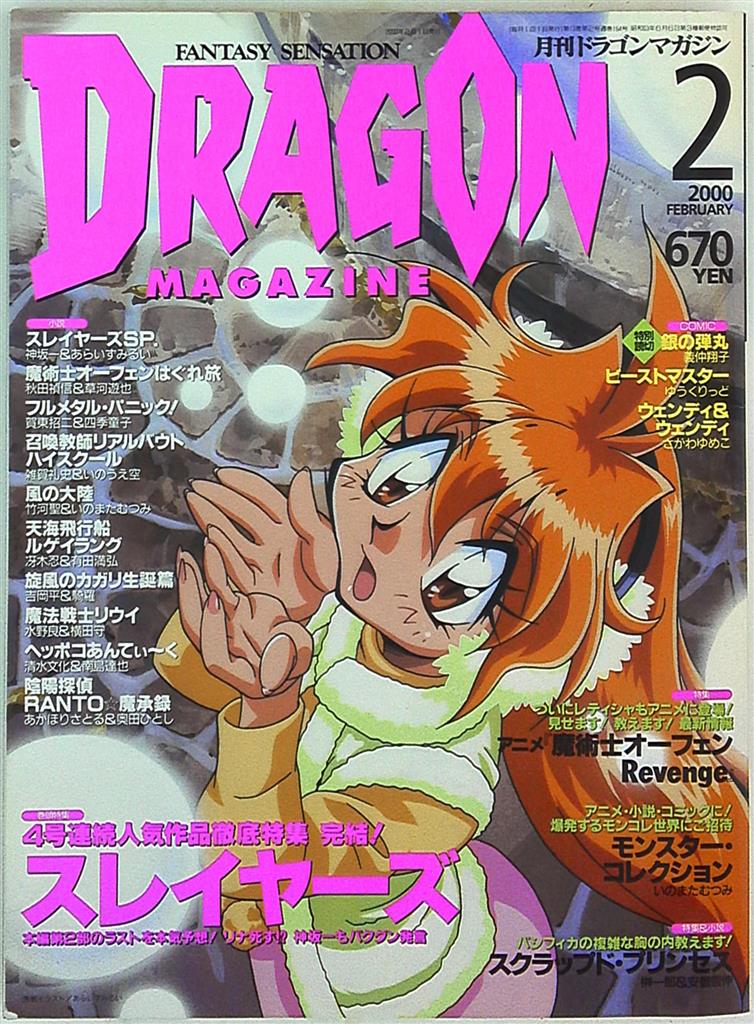 FANTASY SENSATION
月刊ドラゴンマガジン
DRAGON
MAGAZINE
2
2000
FEBRUARY
670
YEN
小説
スレイヤーズSP.
神坂一&あらいずみるい
魔術士オーフェンはぐれ旅
秋田禎信&草河遊也
フルメタル・パニック!
賀東招二&四季童子
召喚教師リアルバウト
ハイスクール
雑賀礼史&いのうえ空
風の大陸
竹河聖&いのまたむつみ
天海飛行船
ルケイラング
冴木忍&有田満弘
旋風のカガリ生誕篇
吉岡平&騎羅
魔法戦士リウイ
水野良&横田守
ヘッポコあんてぃ〜く
清水文化&南島達也
陰陽探偵
RANTO☆魔承録
あかほりさとる&奥田ひとし
COMIC
特別
読切
銀の弾丸
義仲翔子
ビーストマスター
ゆうくりっど
ウェンディ&
ウェンディ
さがわゆめこ
特集
ついにレティシャもアニメに登場!
見せます! 教えます! 最新情報
アニメ 魔術士オーフェン
Revenge
アニメ・小説・コミックに!
爆発するモンコレ世界にご招待
モンスター・
コレクション
いのまたむつみ
特集&小説
パシフィカの複雑な胸の内教えます!
スクラップド・プリンセス
榊一郎&安曇雪伸
巻頭特集
4号連続人気作品徹底特集 完結!
スレイヤーズ
本編第2部のラストを本気予想! リナ死す!? 神坂一もバクダン発言
表紙イラスト/あらいずみるい